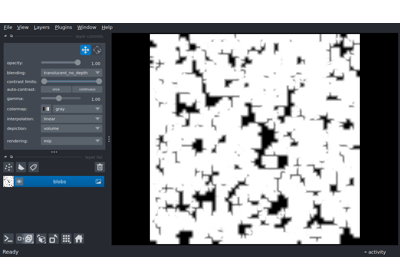 File View Layers Plugins Window Help
opacity: 1.00
blending: translucent_no_depth
contrast limits:
auto-contrast: once continuous
gamma: 1.00
colormap: gray
interpolation: linear
depiction: volume
rendering: mip
blobs
Ready
activity